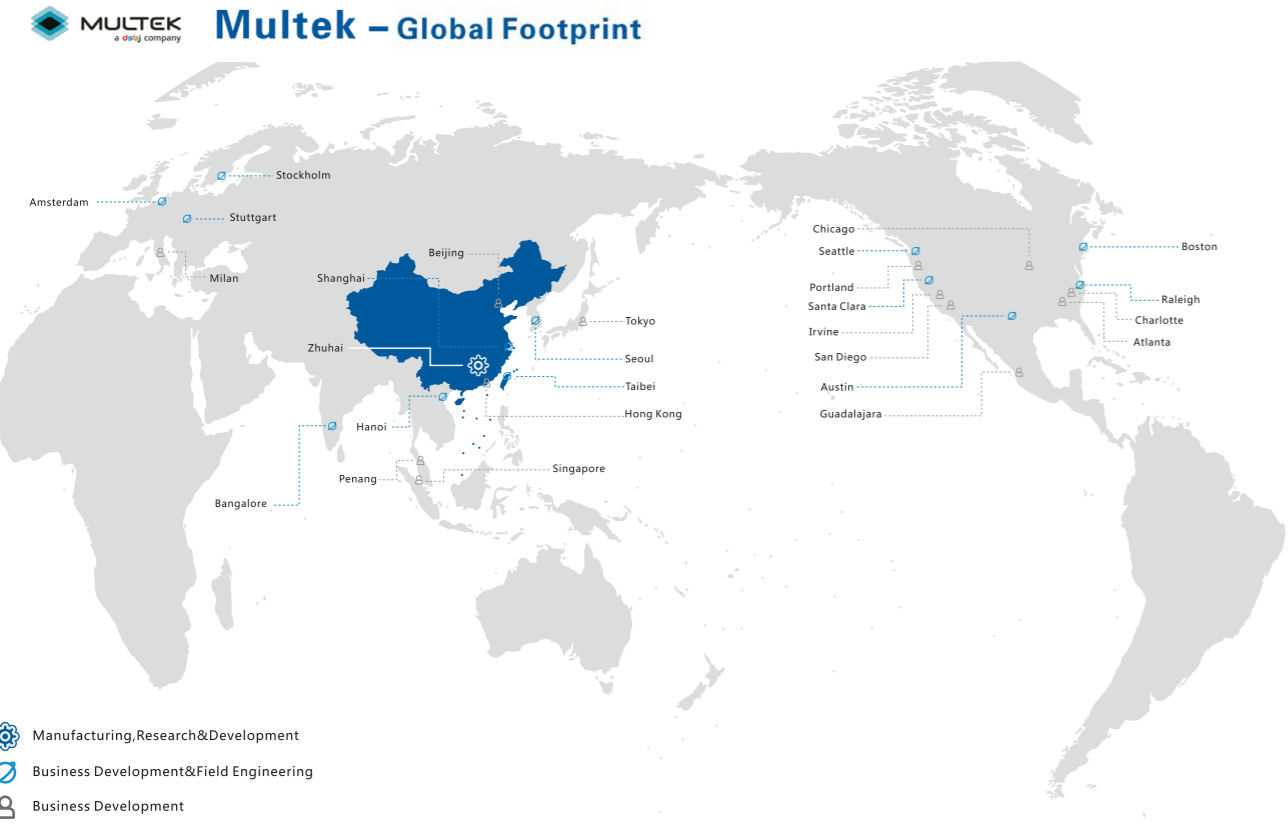 MULTEK
a dsbj company
Multek – Global Footprint
Stockholm
Amsterdam
Stuttgart
Milan
Beijing
Shanghai
Zhuhai
Tokyo
Seoul
Taibei
Hong Kong
Hanoi
Penang
Singapore
Bangalore
Chicago
Seattle
Portland
Santa Clara
Irvine
San Diego
Austin
Guadalajara
Boston
Raleigh
Charlotte
Atlanta
Manufacturing,Research&Development
Business Development&Field Engineering
Business Development